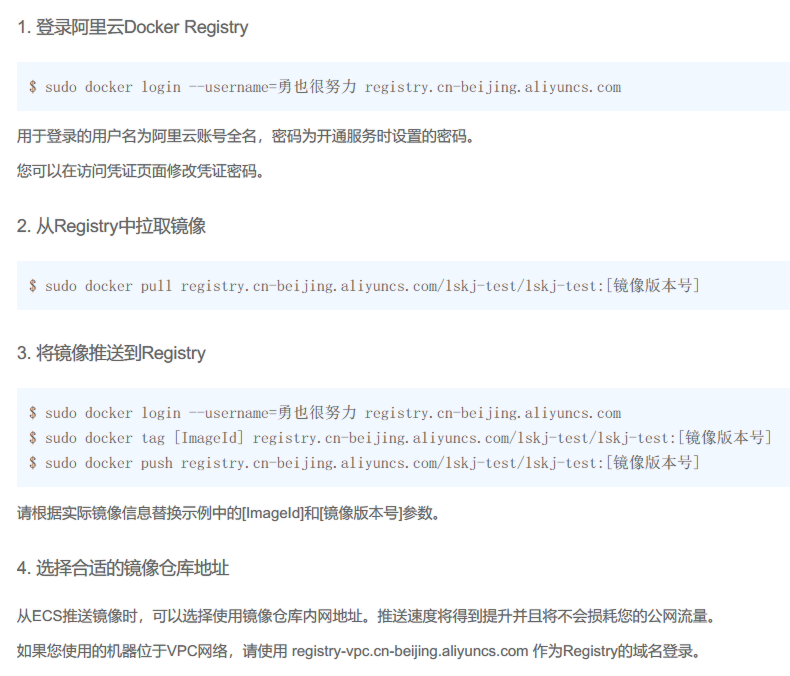 1. 登录阿里云Docker Registry
$ sudo docker login --username=勇也很努力 registry.cn-beijing.aliyuncs.com
用于登录的用户名为阿里云账号全名，密码为开通服务时设置的密码。
您可以在访问凭证页面修改凭证密码。
2. 从Registry中拉取镜像
$ sudo docker pull registry.cn-beijing.aliyuncs.com/lskj-test/lskj-test:[镜像版本号]
3. 将镜像推送到Registry
$ sudo docker login --username=勇也很努力 registry.cn-beijing.aliyuncs.com
$ sudo docker tag [ImageId] registry.cn-beijing.aliyuncs.com/lskj-test/lskj-test:[镜像版本号]
$ sudo docker push registry.cn-beijing.aliyuncs.com/lskj-test/lskj-test:[镜像版本号]
请根据实际镜像信息替换示例中的[ImageId]和[镜像版本号]参数。
4. 选择合适的镜像仓库地址
从ECS推送镜像时，可以选择使用镜像仓库内网地址。推送速度将得到提升并且将不会损耗您的公网流量。
如果您使用的机器位于VPC网络，请使用 registry-vpc.cn-beijing.aliyuncs.com 作为Registry的域名登录。